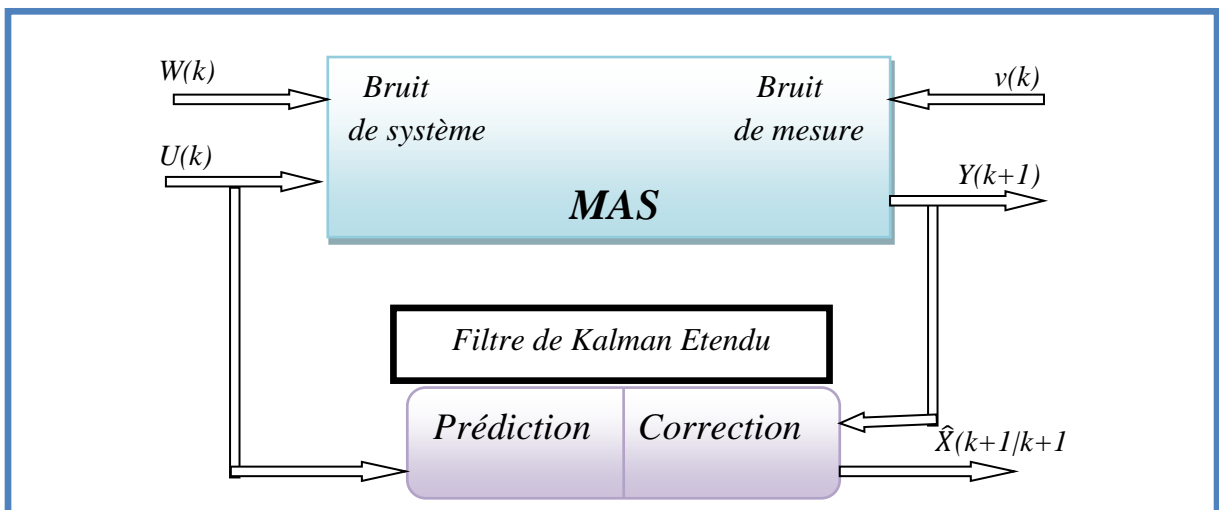 W(k)
Bruit
de système
Bruit
de mesure
v(k)
U(k)
Y(k+1)
MAS
Filtre de Kalman Etendu
Prédiction
Correction
X̂(k+1/k+1